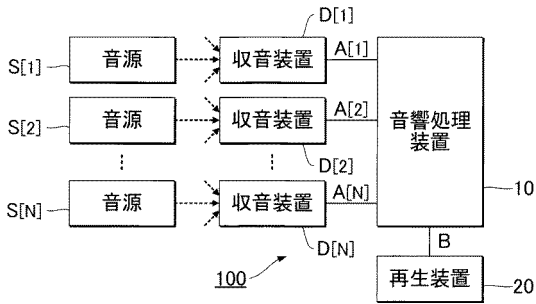 D[1]
S[1] 音源 収音装置 A[1]
S[2] 音源 収音装置 A[2]
D[2]
音響処理
装置
10
S[N] 音源 収音装置 A[N]
D[N]
B
100
再生装置 20